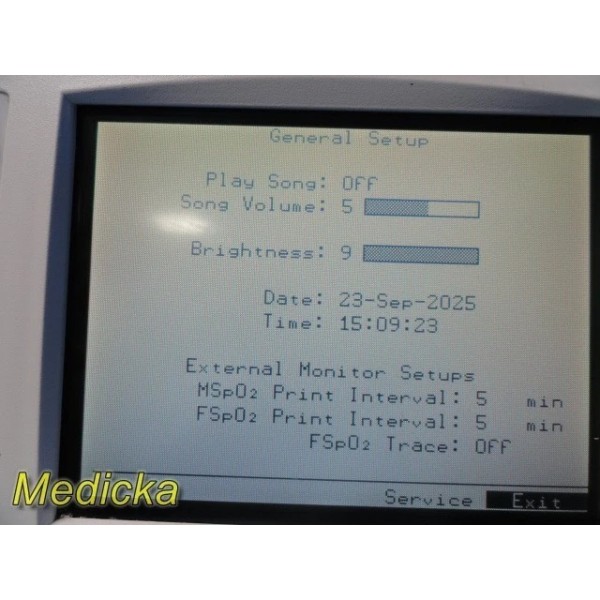 General Setup
Play Song: Off
Song Volume: 5
Brightness: 9
Date: 23-Sep-2025
Time: 15:09:23
External Monitor Setups
MSpO2 Print Interval: 5 min
FSpO2 Print Interval: 5 min
FSpO2 Trace: Off
Service Exit
Medicka